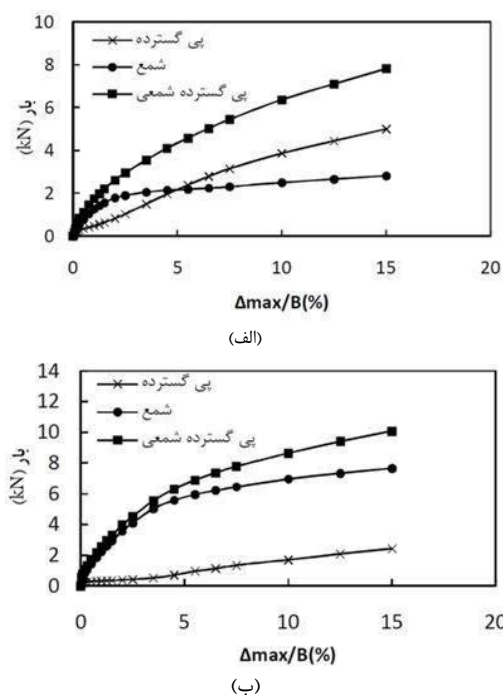 10
8
6
4
2
0
بار (kN)
پی گسترده
شمع
پی گسترده شمعی
0 5 10 15 20
Δmax/B(%)
(الف)
14
12
10
8
6
4
2
0
بار (kN)
پی گسترده
شمع
پی گسترده شمعی
0 5 10 15 20
Δmax/B(%)
(ب)